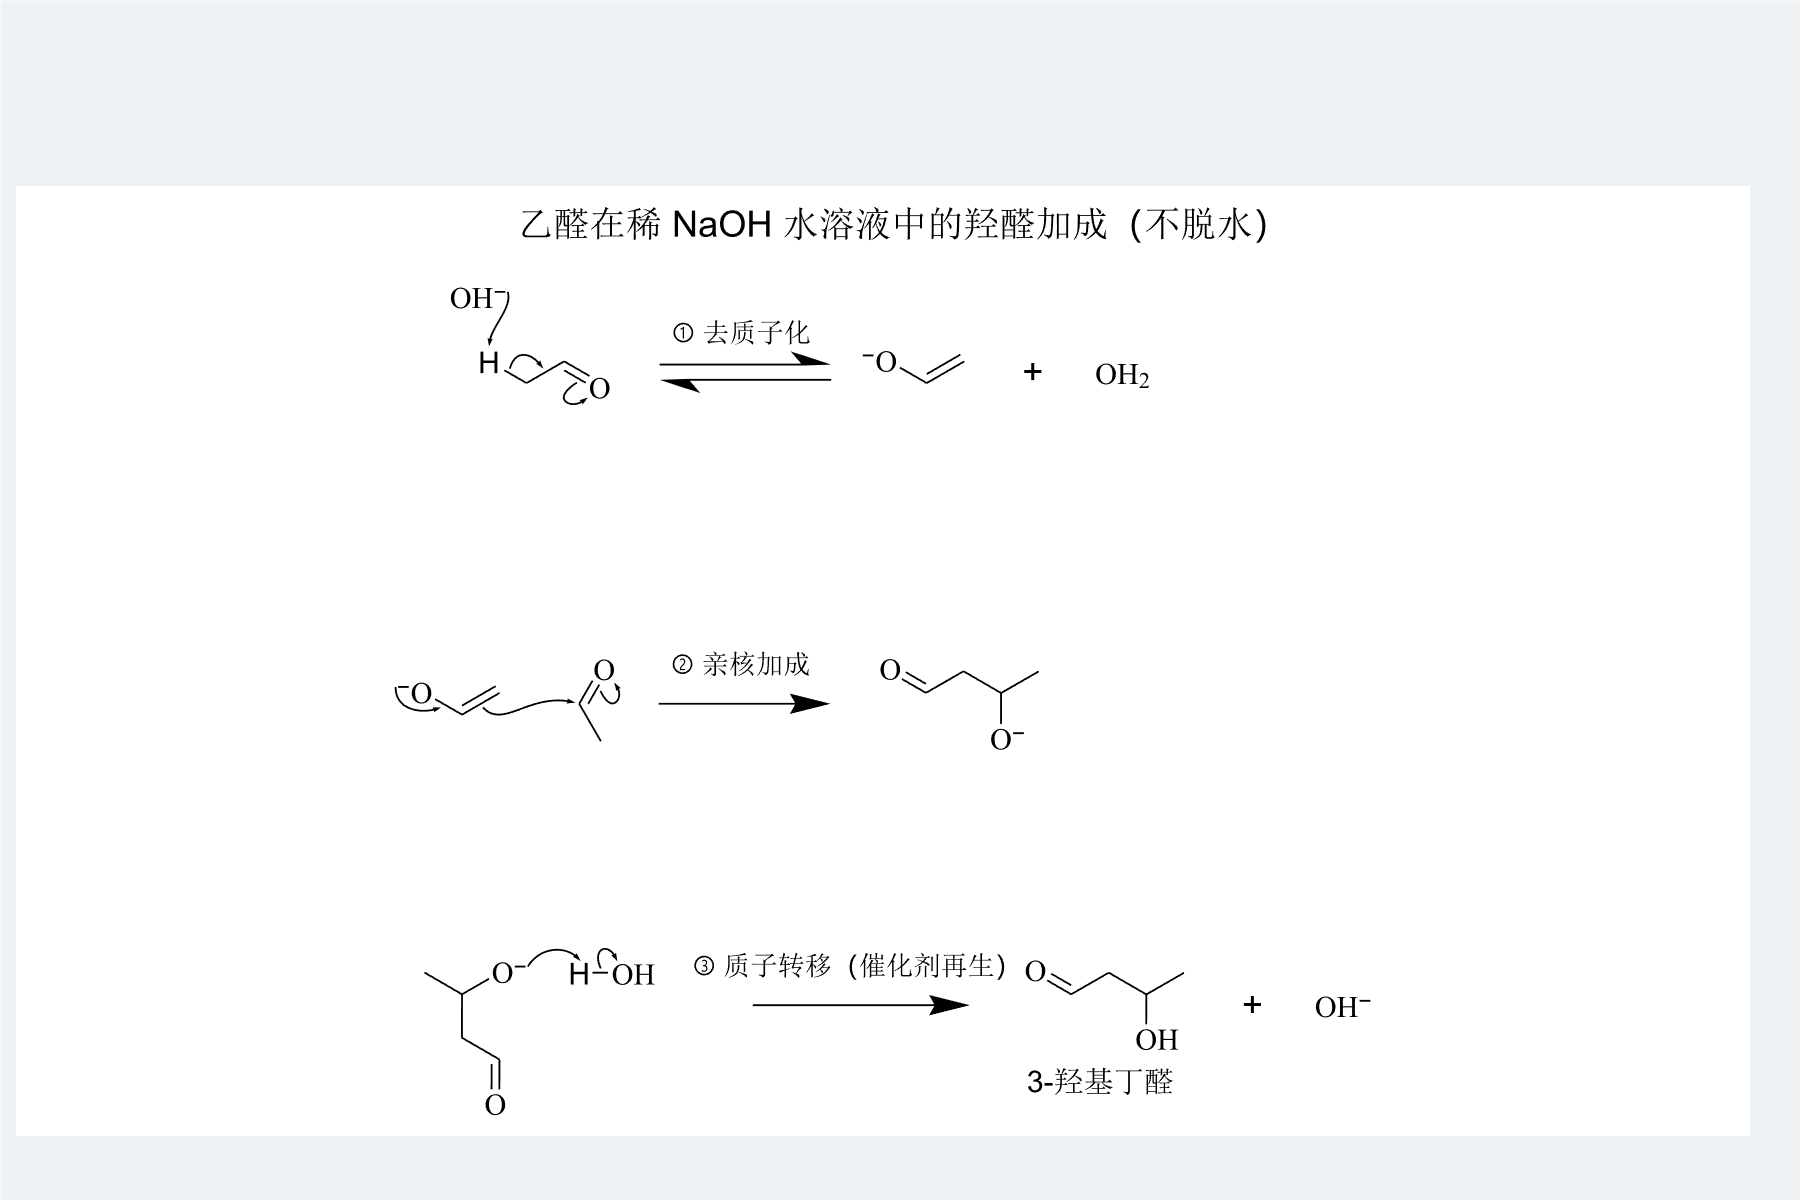 乙醛在稀 NaOH 水溶液中的羟醛加成（不脱水）
OH⁻
H
O
① 去质子化
⁻O
+
OH₂
⁻O
O
② 亲核加成
O
O⁻
O⁻
H–OH
O
③ 质子转移（催化剂再生）
O
OH
+
OH⁻
3-羟基丁醛